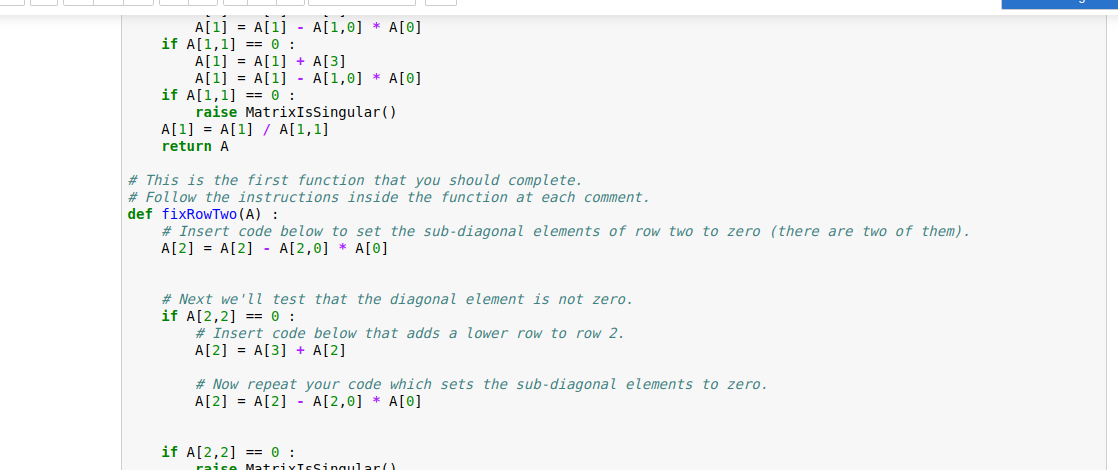 A[1] = A[1] - A[1,0] * A[0]
if A[1,1] == 0 :
A[1] = A[1] + A[3]
A[1] = A[1] - A[1,0] * A[0]
if A[1,1] == 0 :
raise MatrixIsSingular()
A[1] = A[1] / A[1,1]
return A
# This is the first function that you should complete.
# Follow the instructions inside the function at each comment.
def fixRowTwo(A) :
# Insert code below to set the sub-diagonal elements of row two to zero (there are two of them).
A[2] = A[2] - A[2,0] * A[0]
# Next we'll test that the diagonal element is not zero.
if A[2,2] == 0 :
# Insert code below that adds a lower row to row 2.
A[2] = A[3] + A[2]
# Now repeat your code which sets the sub-diagonal elements to zero.
A[2] = A[2] - A[2,0] * A[0]
if A[2,2] == 0 :
raise MatrixIsSingular()